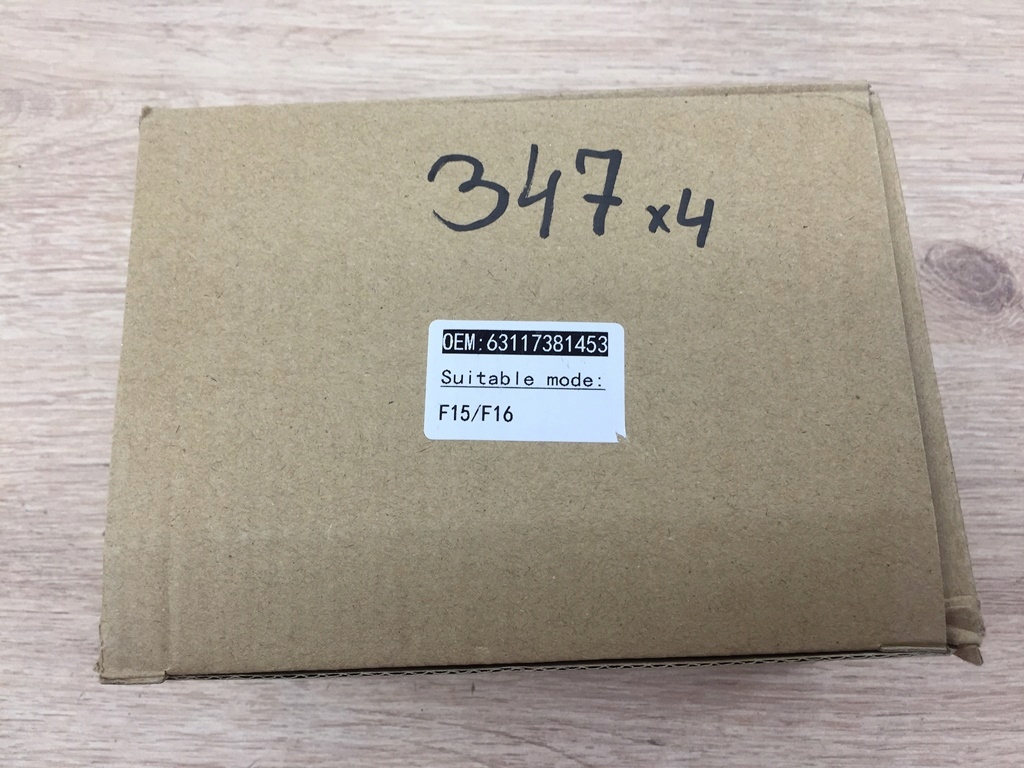 347 x4
OEM:63117381453
Suitable mode:
F15/F16